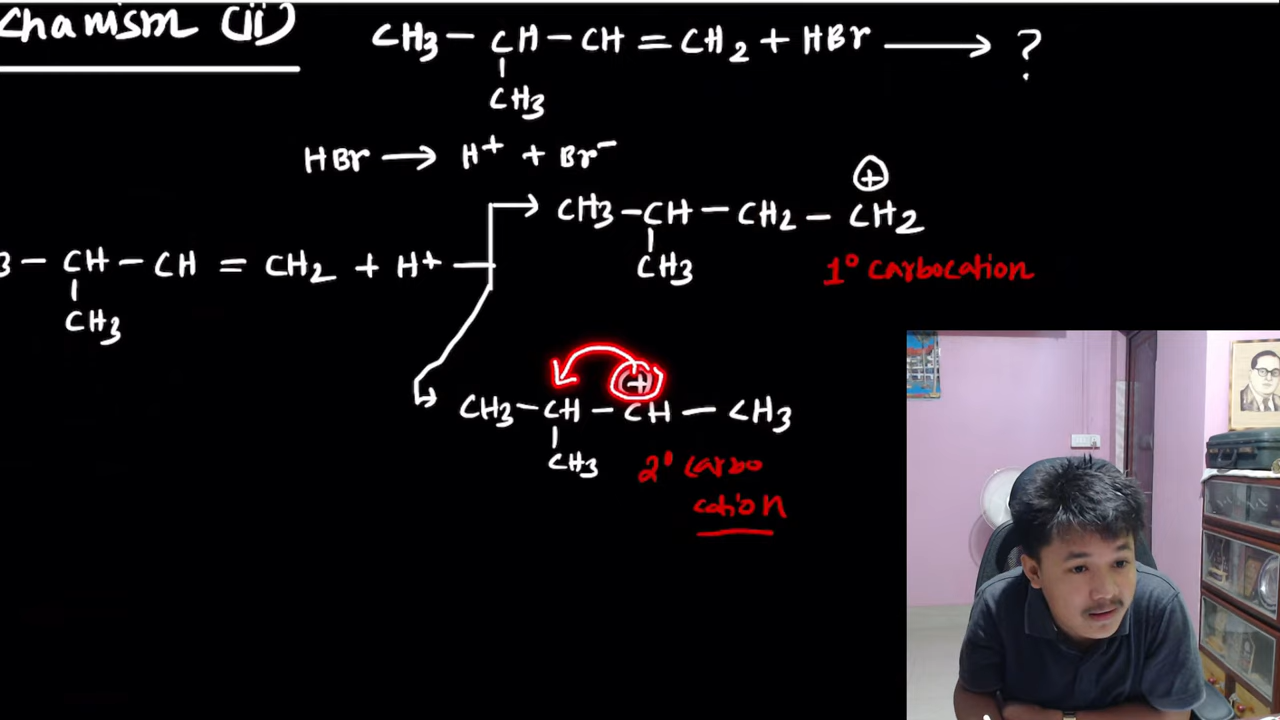 chanism (ii)
CH3 — CH — CH = CH2 + HBr ⟶ ?
CH3
HBr ⟶ H+ + Br−
CH3 — CH — CH2 — CH2
+
CH3
1° carbocation
3 — CH — CH = CH2 + H+
CH3
+
CH3 — CH — CH — CH3
CH3
2° carbo
cation